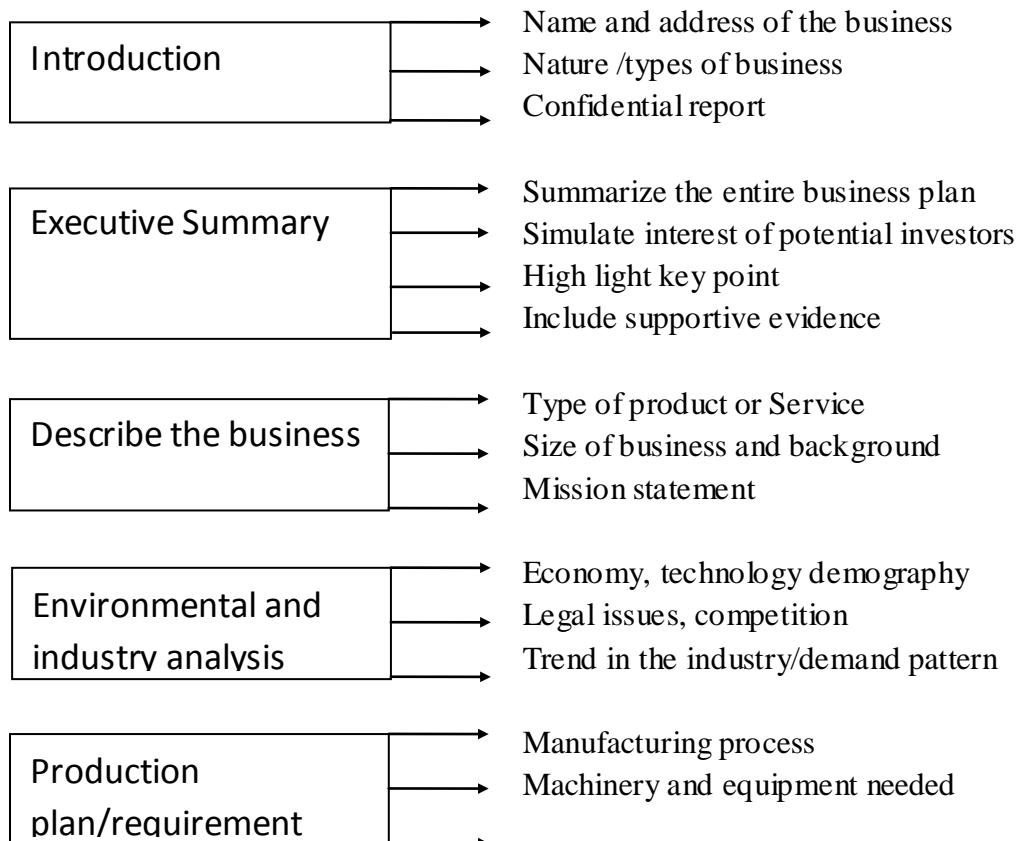 Introduction
Name and address of the business
Nature /types of business
Confidential report
Executive Summary
Summarize the entire business plan
Simulate interest of potential investors
High light key point
Include supportive evidence
Describe the business
Type of product or Service
Size of business and background
Mission statement
Environmental and
industry analysis
Economy, technology demography
Legal issues, competition
Trend in the industry/demand pattern
Production
plan/requirement
Manufacturing process
Machinery and equipment needed